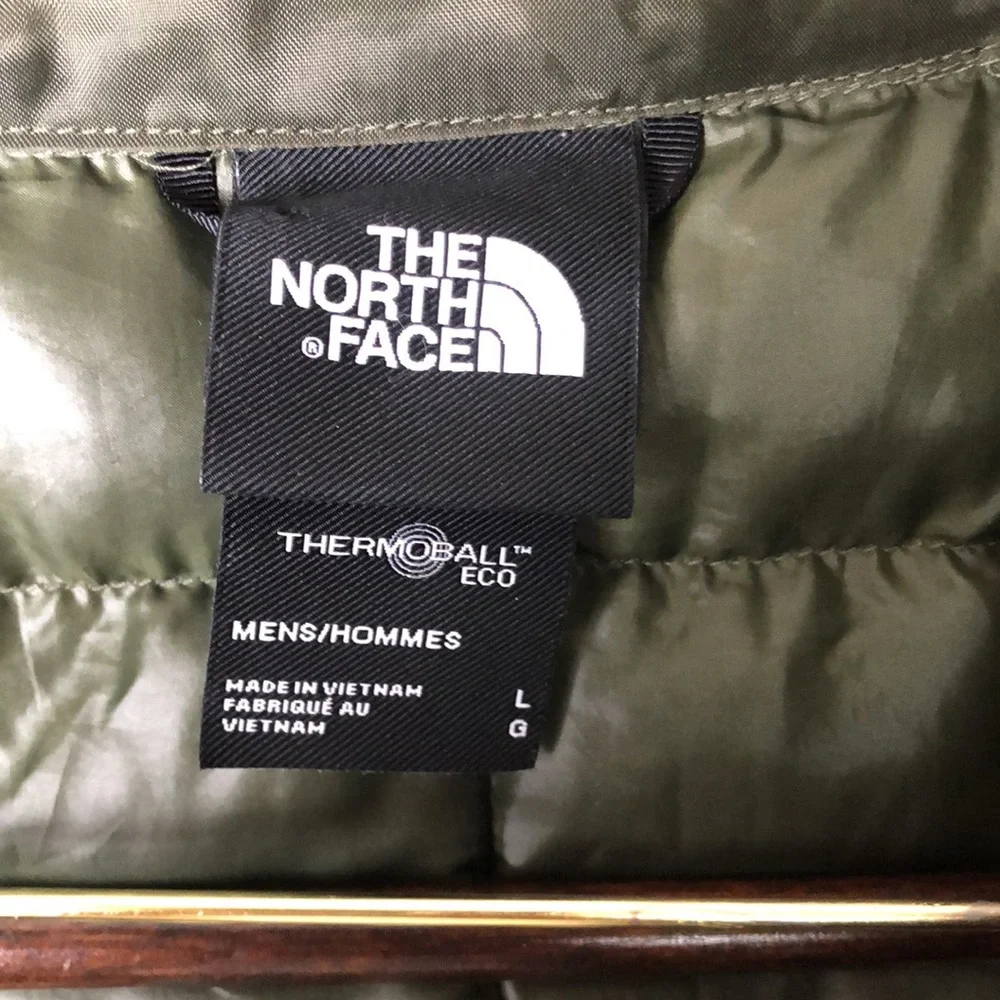 THE
NORTH
® FACE
THERMOBALL™
ECO
MENS/HOMMES
MADE IN VIETNAM
FABRIQUÉ AU
VIETNAM
L
G